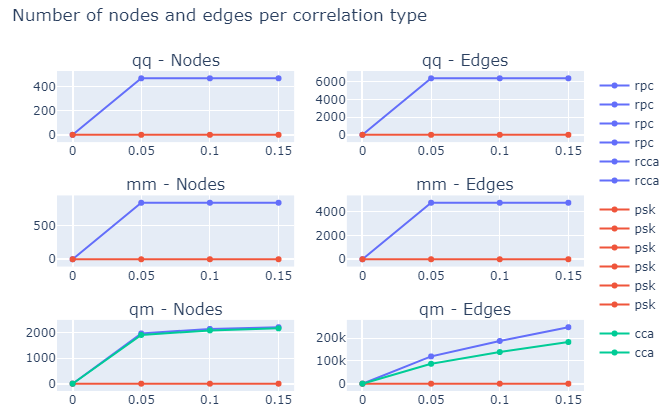 Number of nodes and edges per correlation type
qq - Nodes
qq - Edges
400
200
0
0 0.05 0.1 0.15
6000
4000
2000
0
0 0.05 0.1 0.15
mm - Nodes
mm - Edges
500
0
0 0.05 0.1 0.15
4000
2000
0
0 0.05 0.1 0.15
qm - Nodes
qm - Edges
2000
1000
0
0 0.05 0.1 0.15
200k
100k
0
0 0.05 0.1 0.15
rpc
rpc
rpc
rpc
rcca
rcca
psk
psk
psk
psk
psk
psk
cca
cca